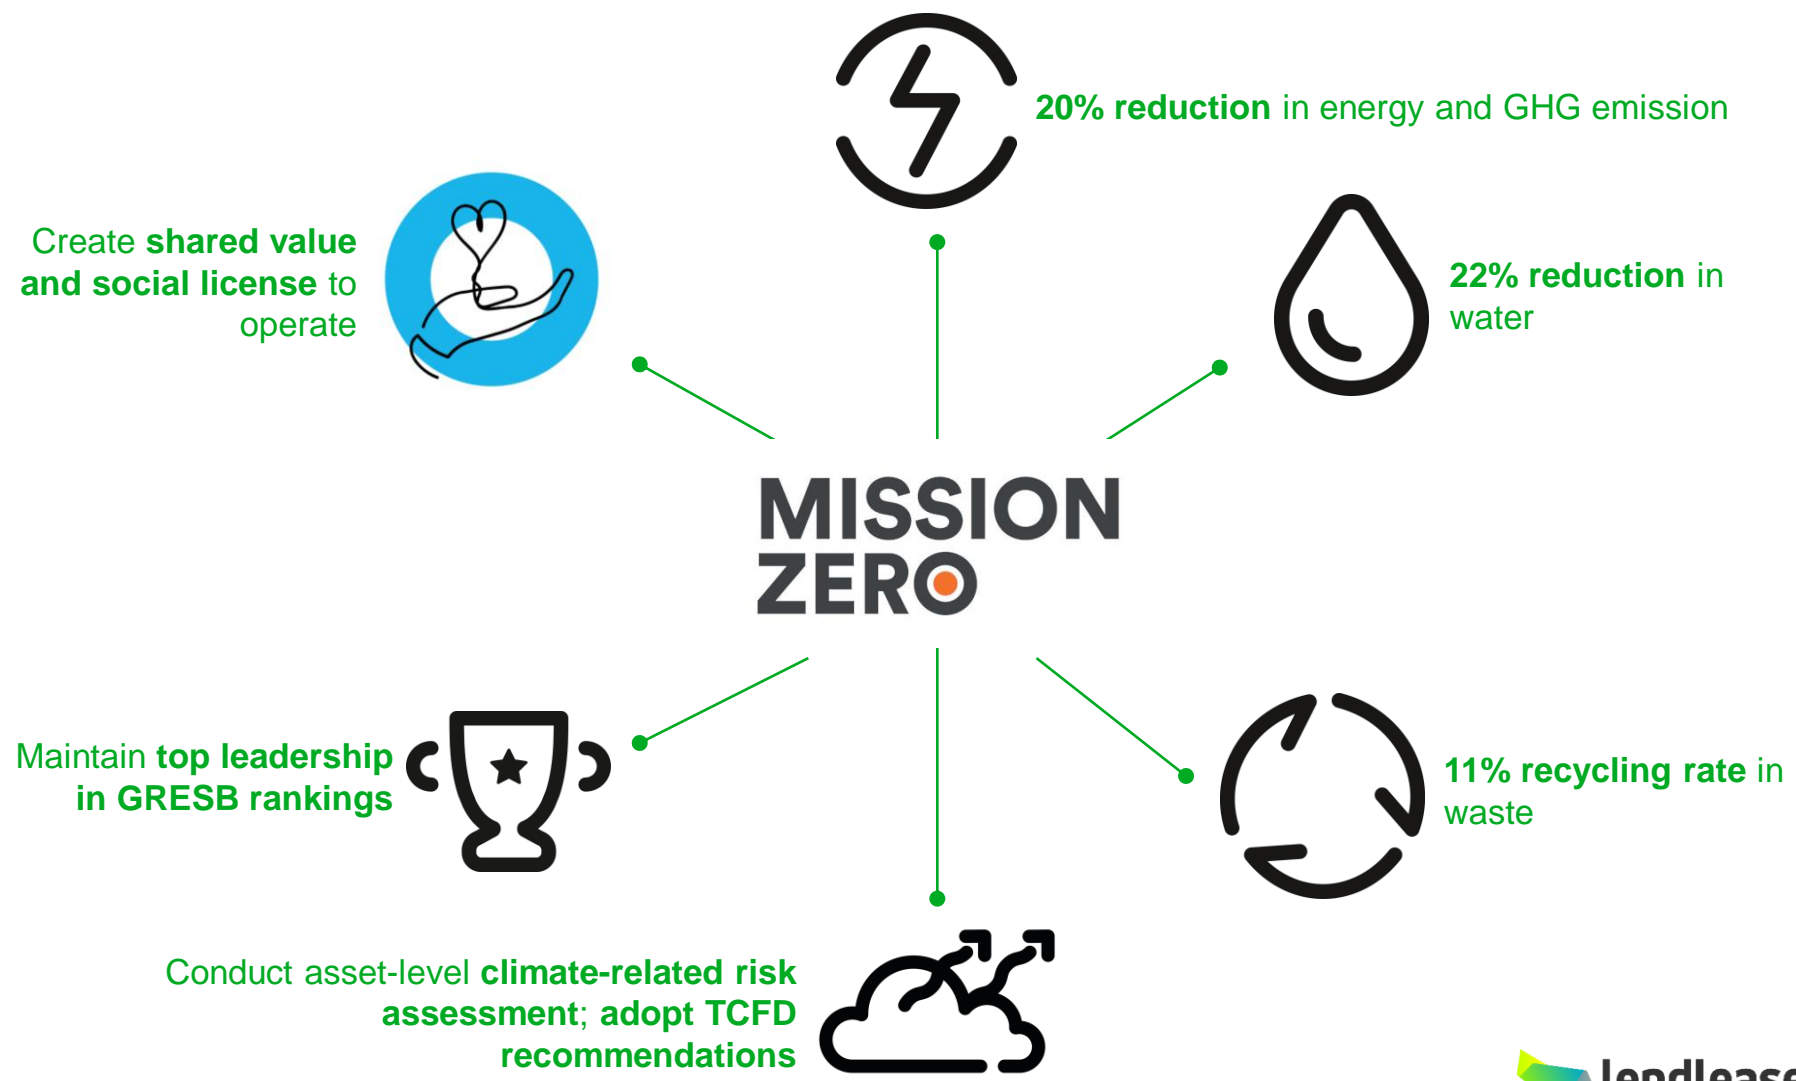 20% reduction in energy and GHG emission
Create shared value
and social license to
operate
22% reduction in
water
MISSION
ZERO
Maintain top leadership
in GRESB rankings
11% recycling rate in
waste
Conduct asset-level climate-related risk
assessment; adopt TCFD
recommendations
lendlease